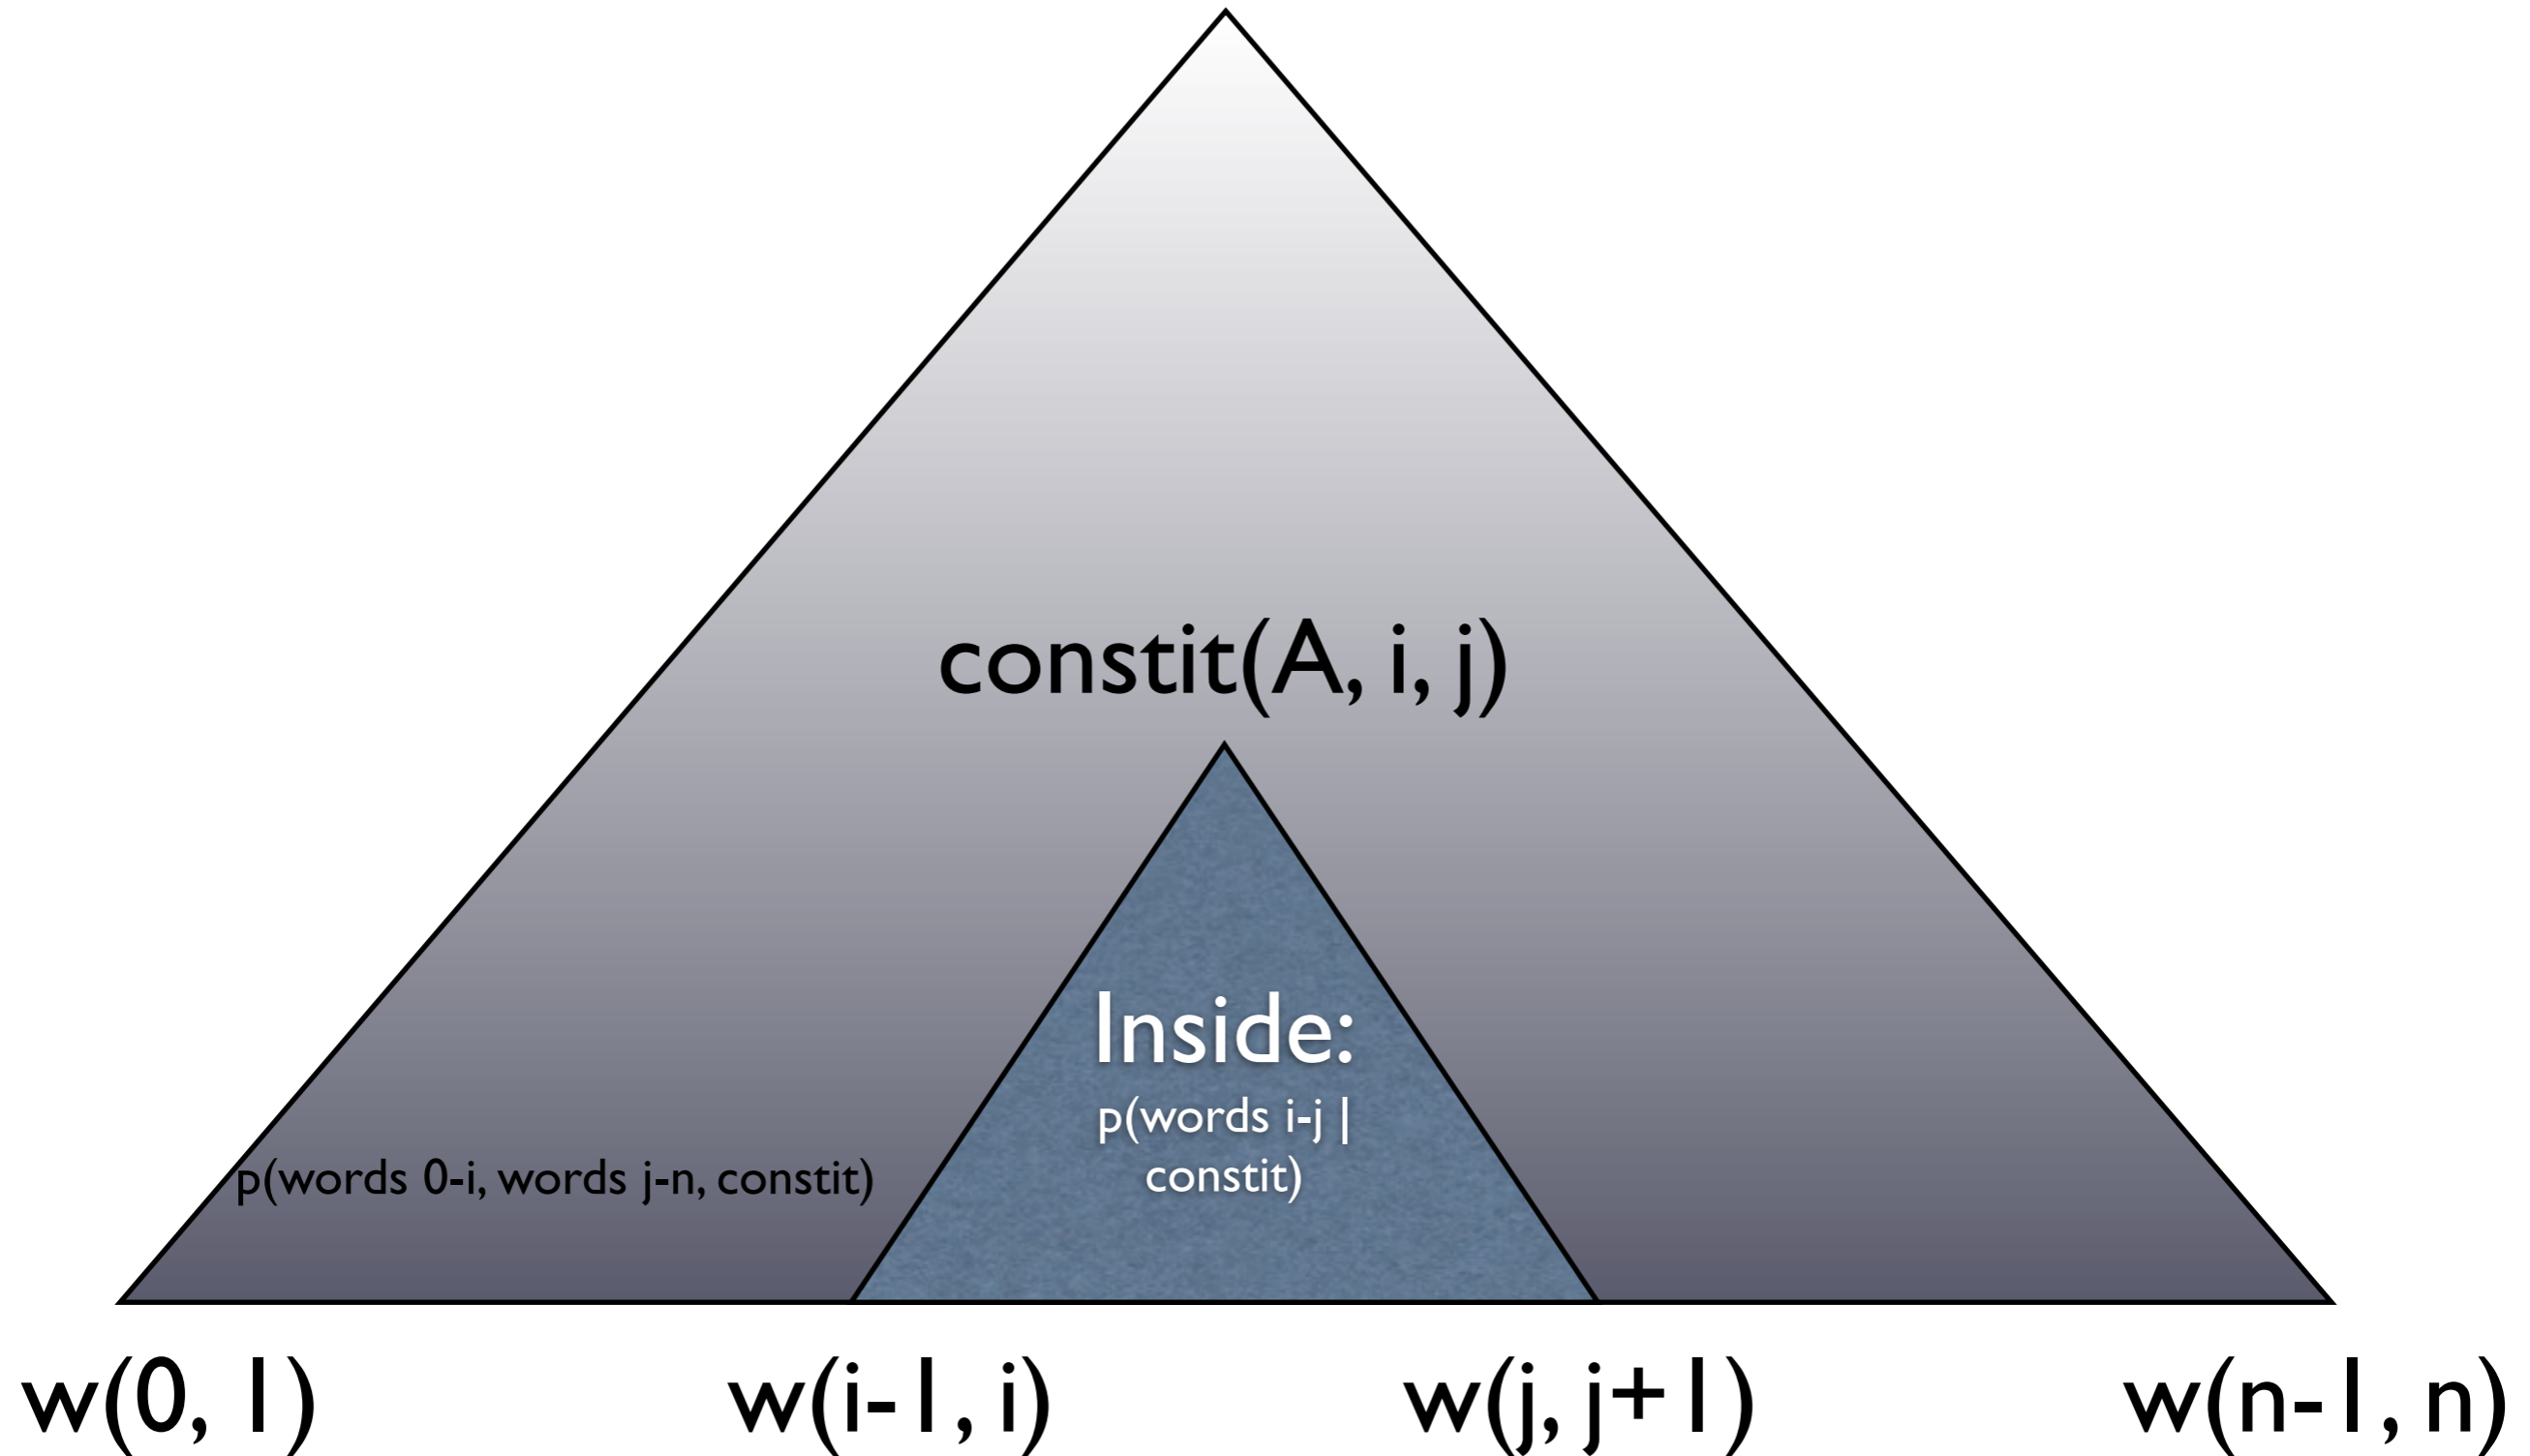 constit(A, i, j)
Inside:
p(words i-j |
constit)
p(words 0-i, words j-n, constit)
w(0, 1)
w(i-1, i)
w(j, j+1)
w(n-1, n)